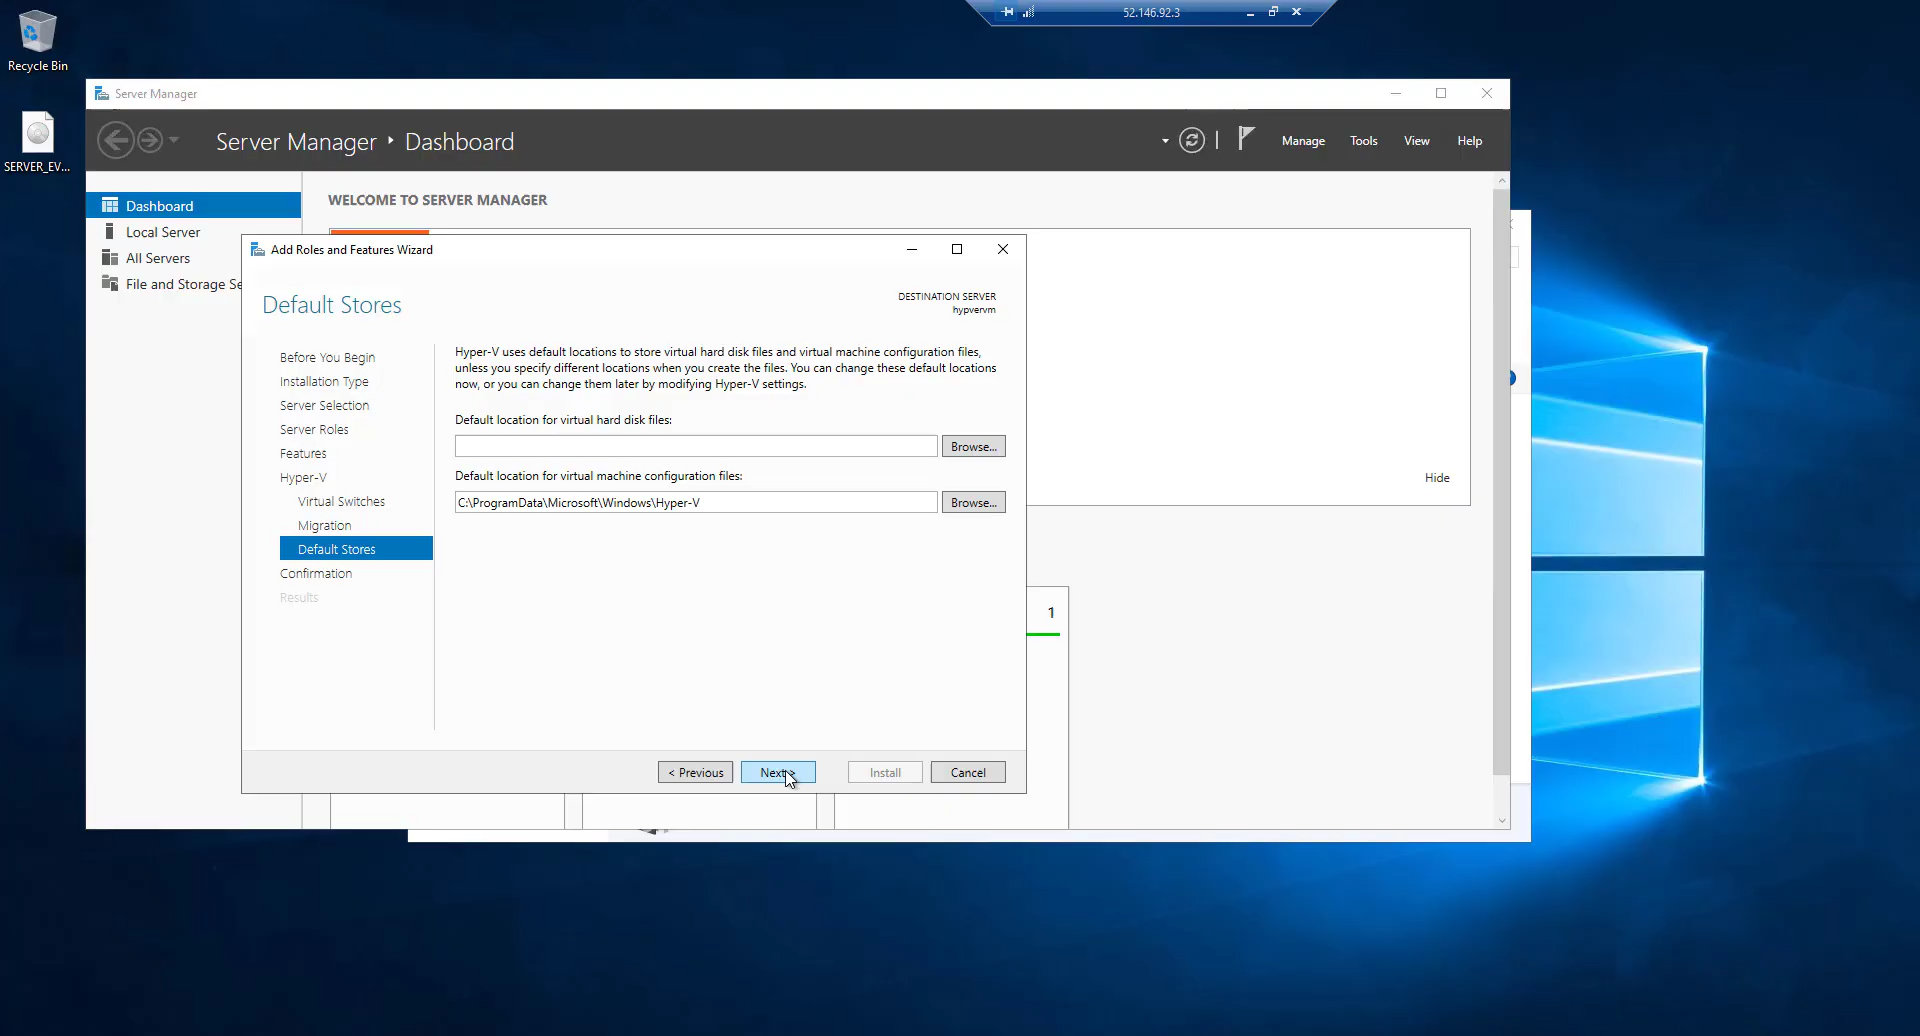 52.146.92.3
Recycle Bin
SERVER_EV...
Server Manager
Server Manager
Dashboard
Manage
Tools
View
Help
Dashboard
Local Server
All Servers
File and Storage Se
WELCOME TO SERVER MANAGER
Hide
1
Add Roles and Features Wizard
Default Stores
DESTINATION SERVER
hypvervm
Before You Begin
Installation Type
Server Selection
Server Roles
Features
Hyper-V
Virtual Switches
Migration
Default Stores
Confirmation
Results
Hyper-V uses default locations to store virtual hard disk files and virtual machine configuration files,
unless you specify different locations when you create the files. You can change these default locations
now, or you can change them later by modifying Hyper-V settings.
Default location for virtual hard disk files:
Browse...
Default location for virtual machine configuration files:
C:\ProgramData\Microsoft\Windows\Hyper-V
Browse...
< Previous
Next >
Install
Cancel